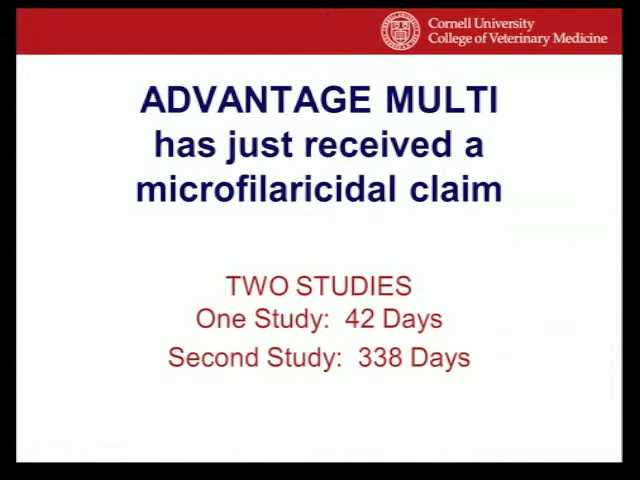 Cornell University
College of Veterinary Medicine
ADVANTAGE MULTI
has just received a
microfilaricidal claim
TWO STUDIES
One Study: 42 Days
Second Study: 338 Days